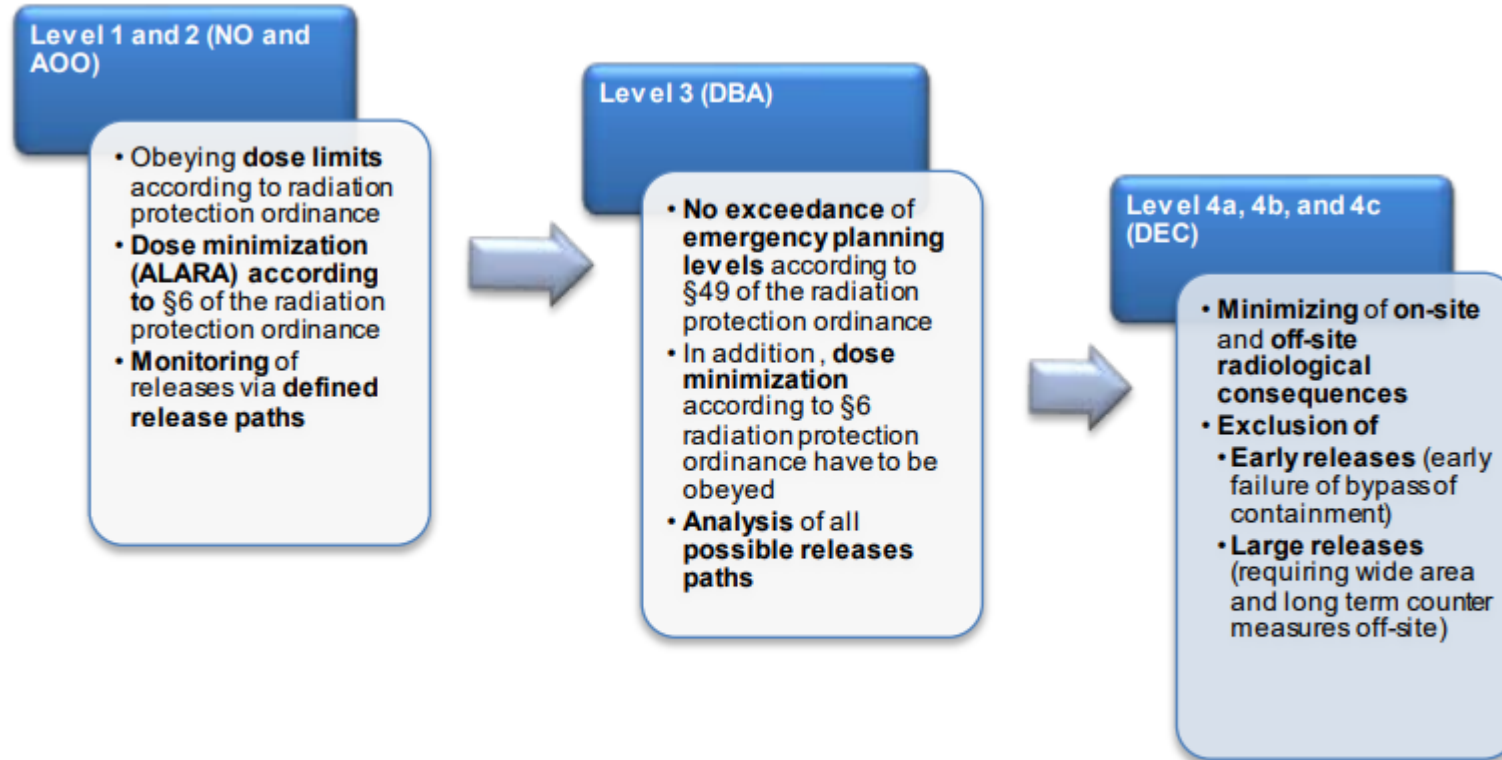 Level 1 and 2 (NO and
AOO)
• Obeying dose limits
according to radiation
protection ordinance
• Dose minimization
(ALARA) according
to §6 of the radiation
protection ordinance
• Monitoring of
releases via defined
release paths
Level 3 (DBA)
• No exceedance of
emergency planning
levels according to
§49 of the radiation
protection ordinance
• In addition , dose
minimization
according to §6
radiation protection
ordinance have to be
obeyed
• Analysis of all
possible releases
paths
Level 4a, 4b, and 4c
(DEC)
• Minimizing of on-site
and off-site
radiological
consequences
• Exclusion of
• Early releases (early
failure of bypass of
containment)
• Large releases
(requiring wide area
and long term counter
measures off-site)